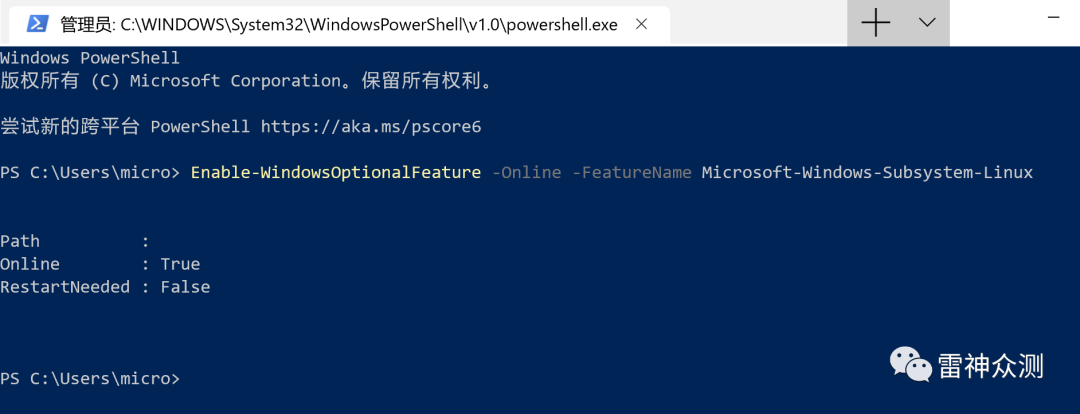 管理员: C:\WINDOWS\System32\WindowsPowerShell\v1.0\powershell.exe
Windows PowerShell
版权所有 (C) Microsoft Corporation。保留所有权利。
尝试新的跨平台 PowerShell https://aka.ms/pscore6
PS C:\Users\micro> Enable-WindowsOptionalFeature -Online -FeatureName Microsoft-Windows-Subsystem-Linux
Path          :
Online        : True
RestartNeeded : False
PS C:\Users\micro>
雷神众测